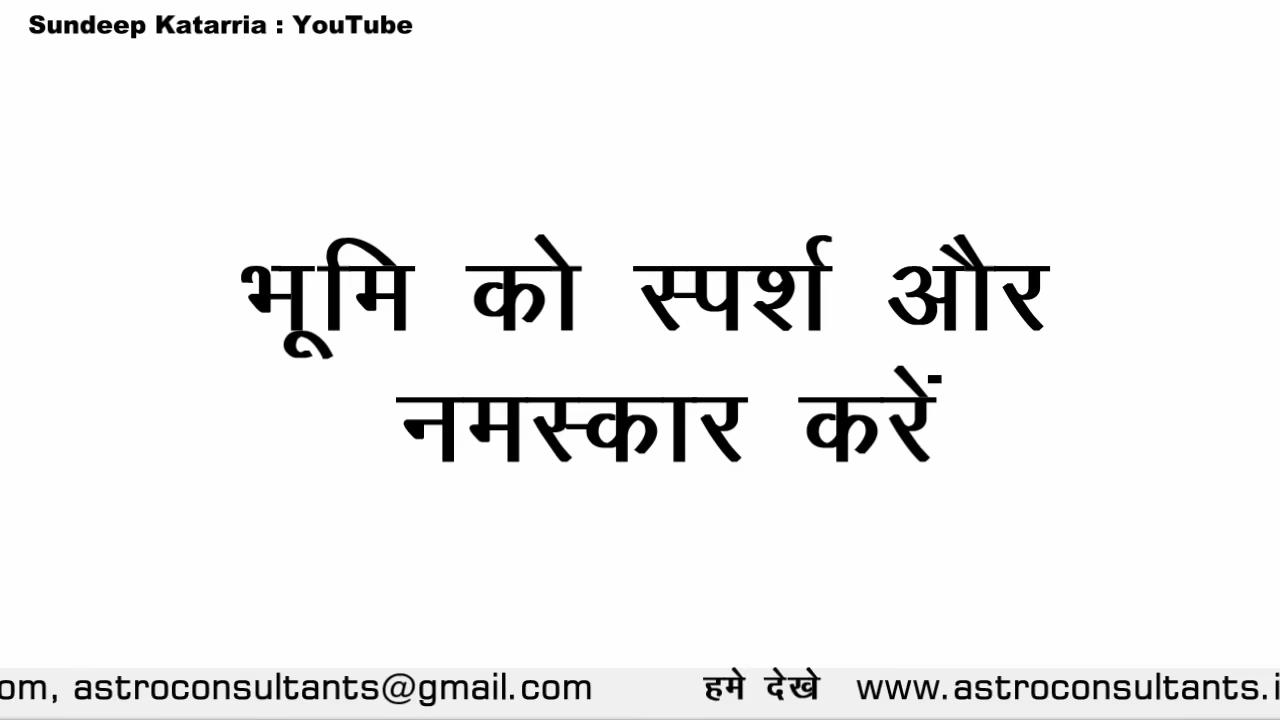 Sundeep Katarria : YouTube
भूमि को स्पर्श और
नमस्कार करें
om, astroconsultants@gmail.com हमे देखे www.astroconsultants.i